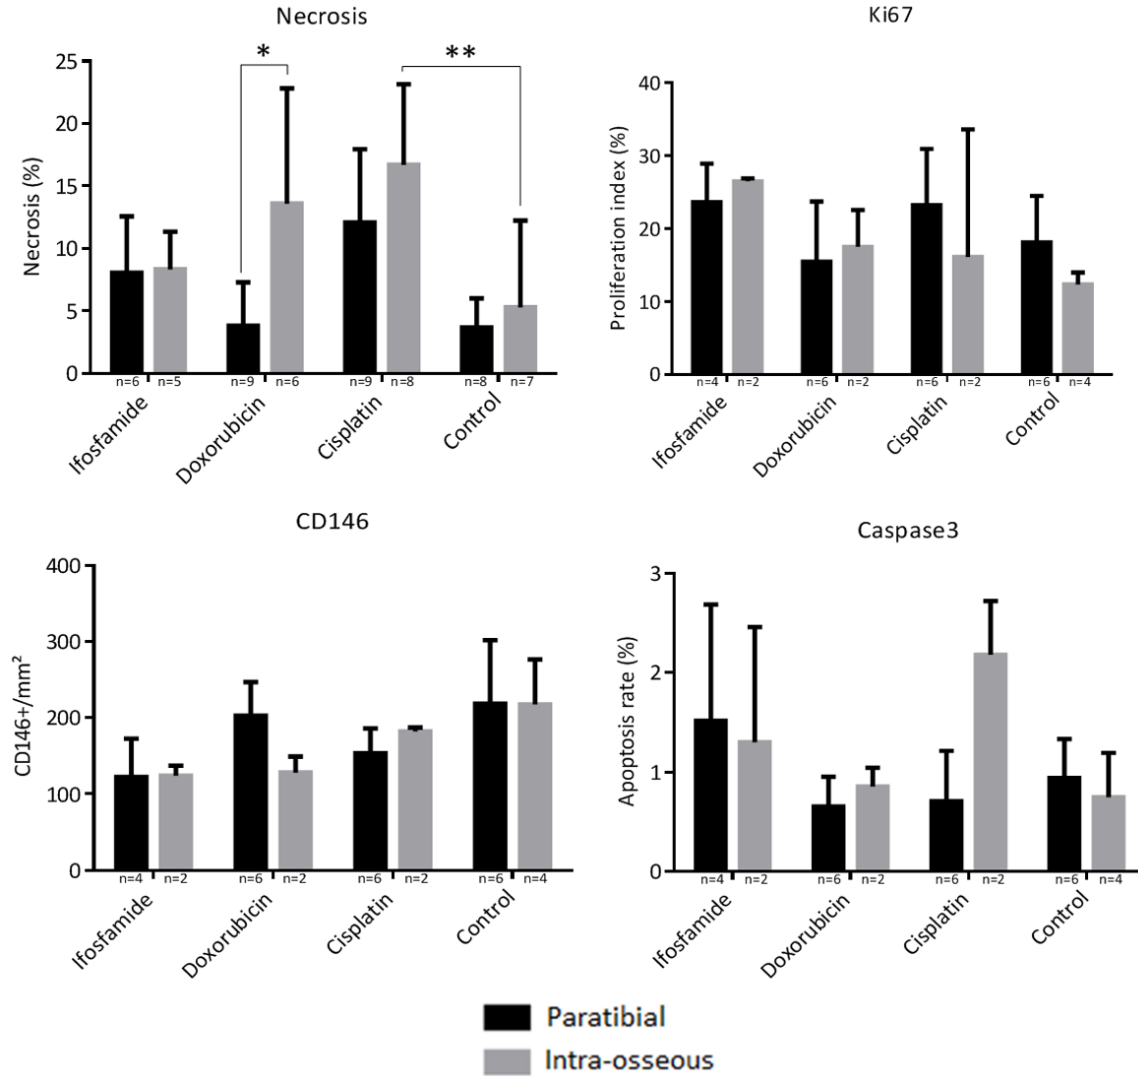 Necrosis
*
**
Necrosis (%)
25
20
15
10
5
0
n=6 n=5 n=9 n=6 n=9 n=8 n=8 n=7
Ifosfamide
Doxorubicin
Cisplatin
Control
Ki67
Proliferation index (%)
40
30
20
10
0
n=4 n=2 n=6 n=2 n=6 n=2 n=6 n=4
Ifosfamide
Doxorubicin
Cisplatin
Control
CD146
CD146+/mm²
400
300
200
100
0
n=4 n=2 n=6 n=2 n=6 n=2 n=6 n=4
Ifosfamide
Doxorubicin
Cisplatin
Control
Caspase3
Apoptosis rate (%)
3
2
1
0
n=4 n=2 n=6 n=2 n=6 n=2 n=6 n=4
Ifosfamide
Doxorubicin
Cisplatin
Control
Paratibial
Intra-osseous